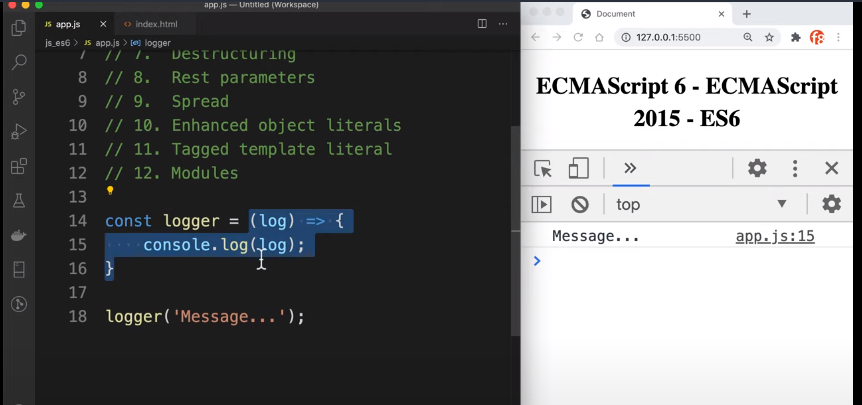 app.js — Untitled (Workspace)
app.js
index.html
js_es6 > app.js > logger
7 // 7. Destructuring
8 // 8. Rest parameters
9 // 9. Spread
10 // 10. Enhanced object literals
11 // 11. Tagged template literal
12 // 12. Modules
13
14 const logger = (log) => {
15 console.log(log);
16 }
17
18 logger('Message...');
Document
127.0.0.1:5500
ECMAScript 6 - ECMAScript
2015 - ES6
top
Message... app.js:15